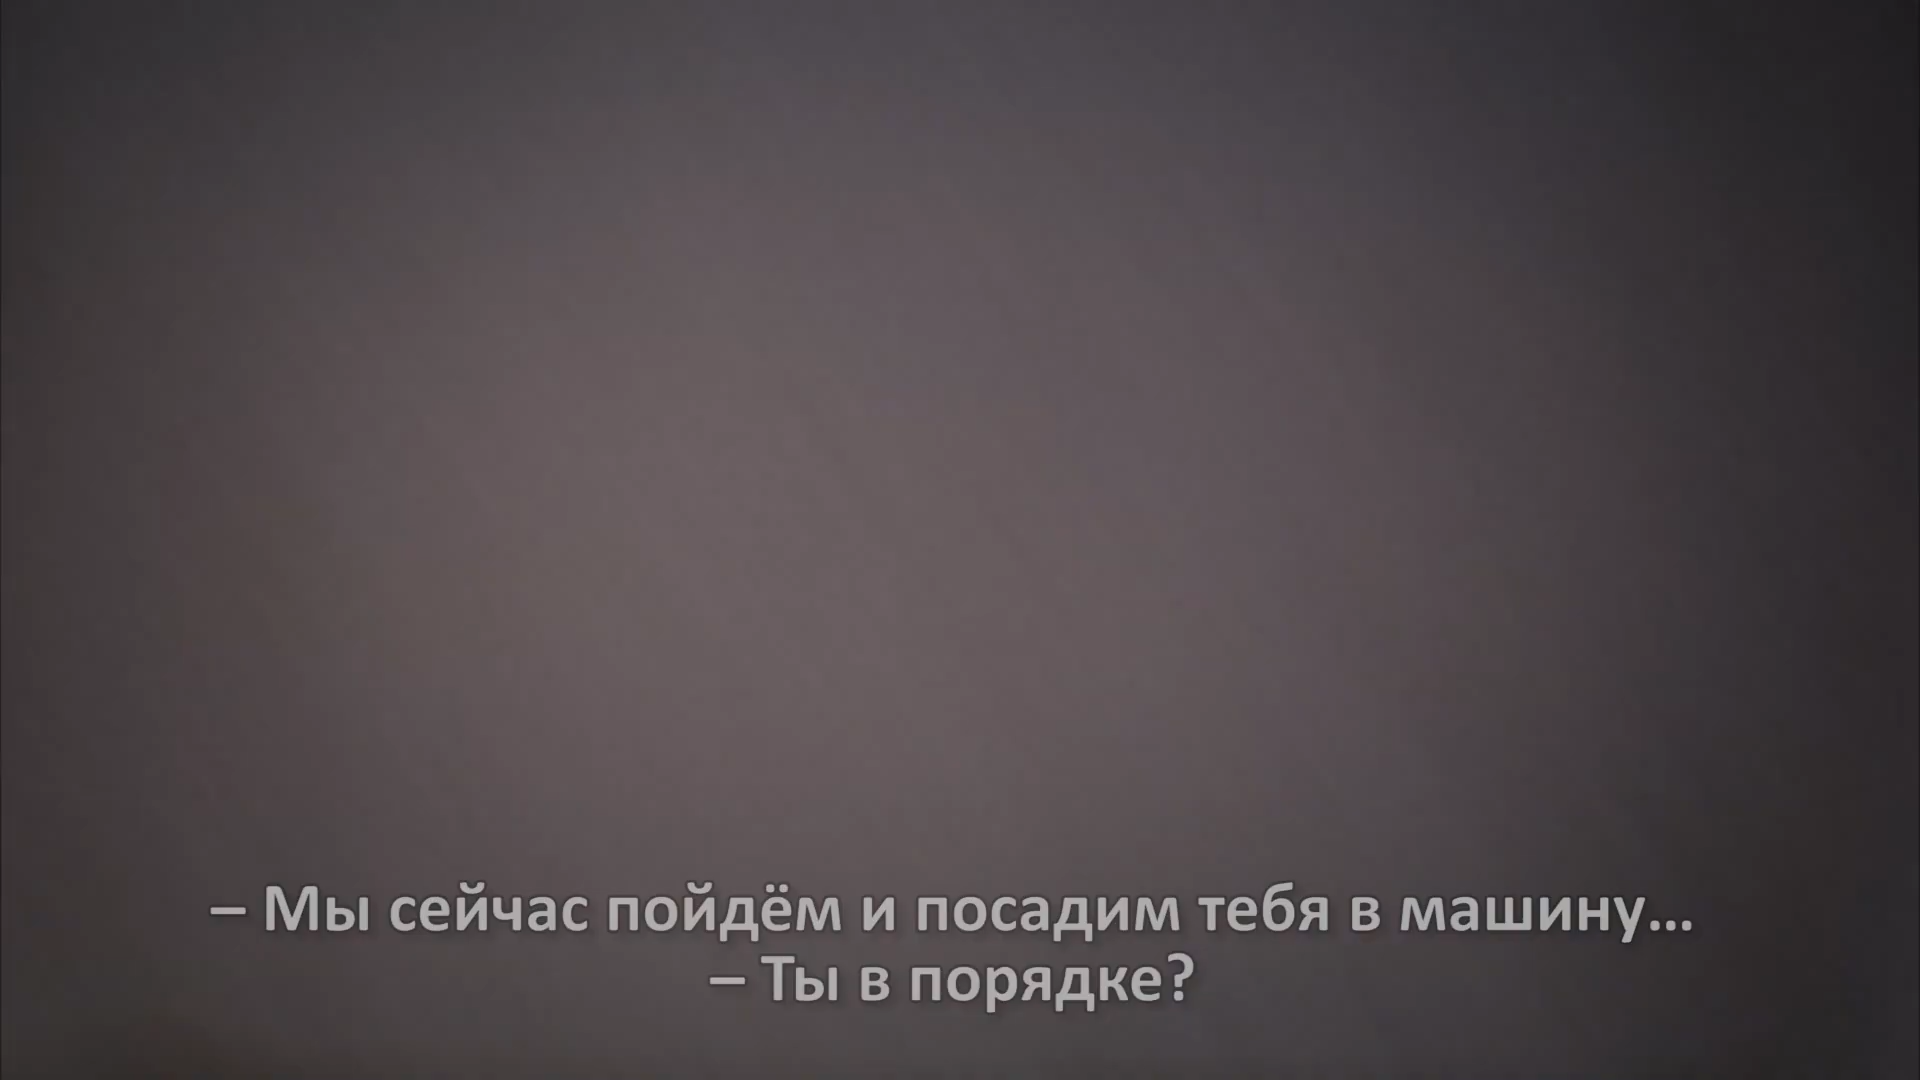 – Мы сейчас пойдём и посадим тебя в машину...
– Ты в порядке?